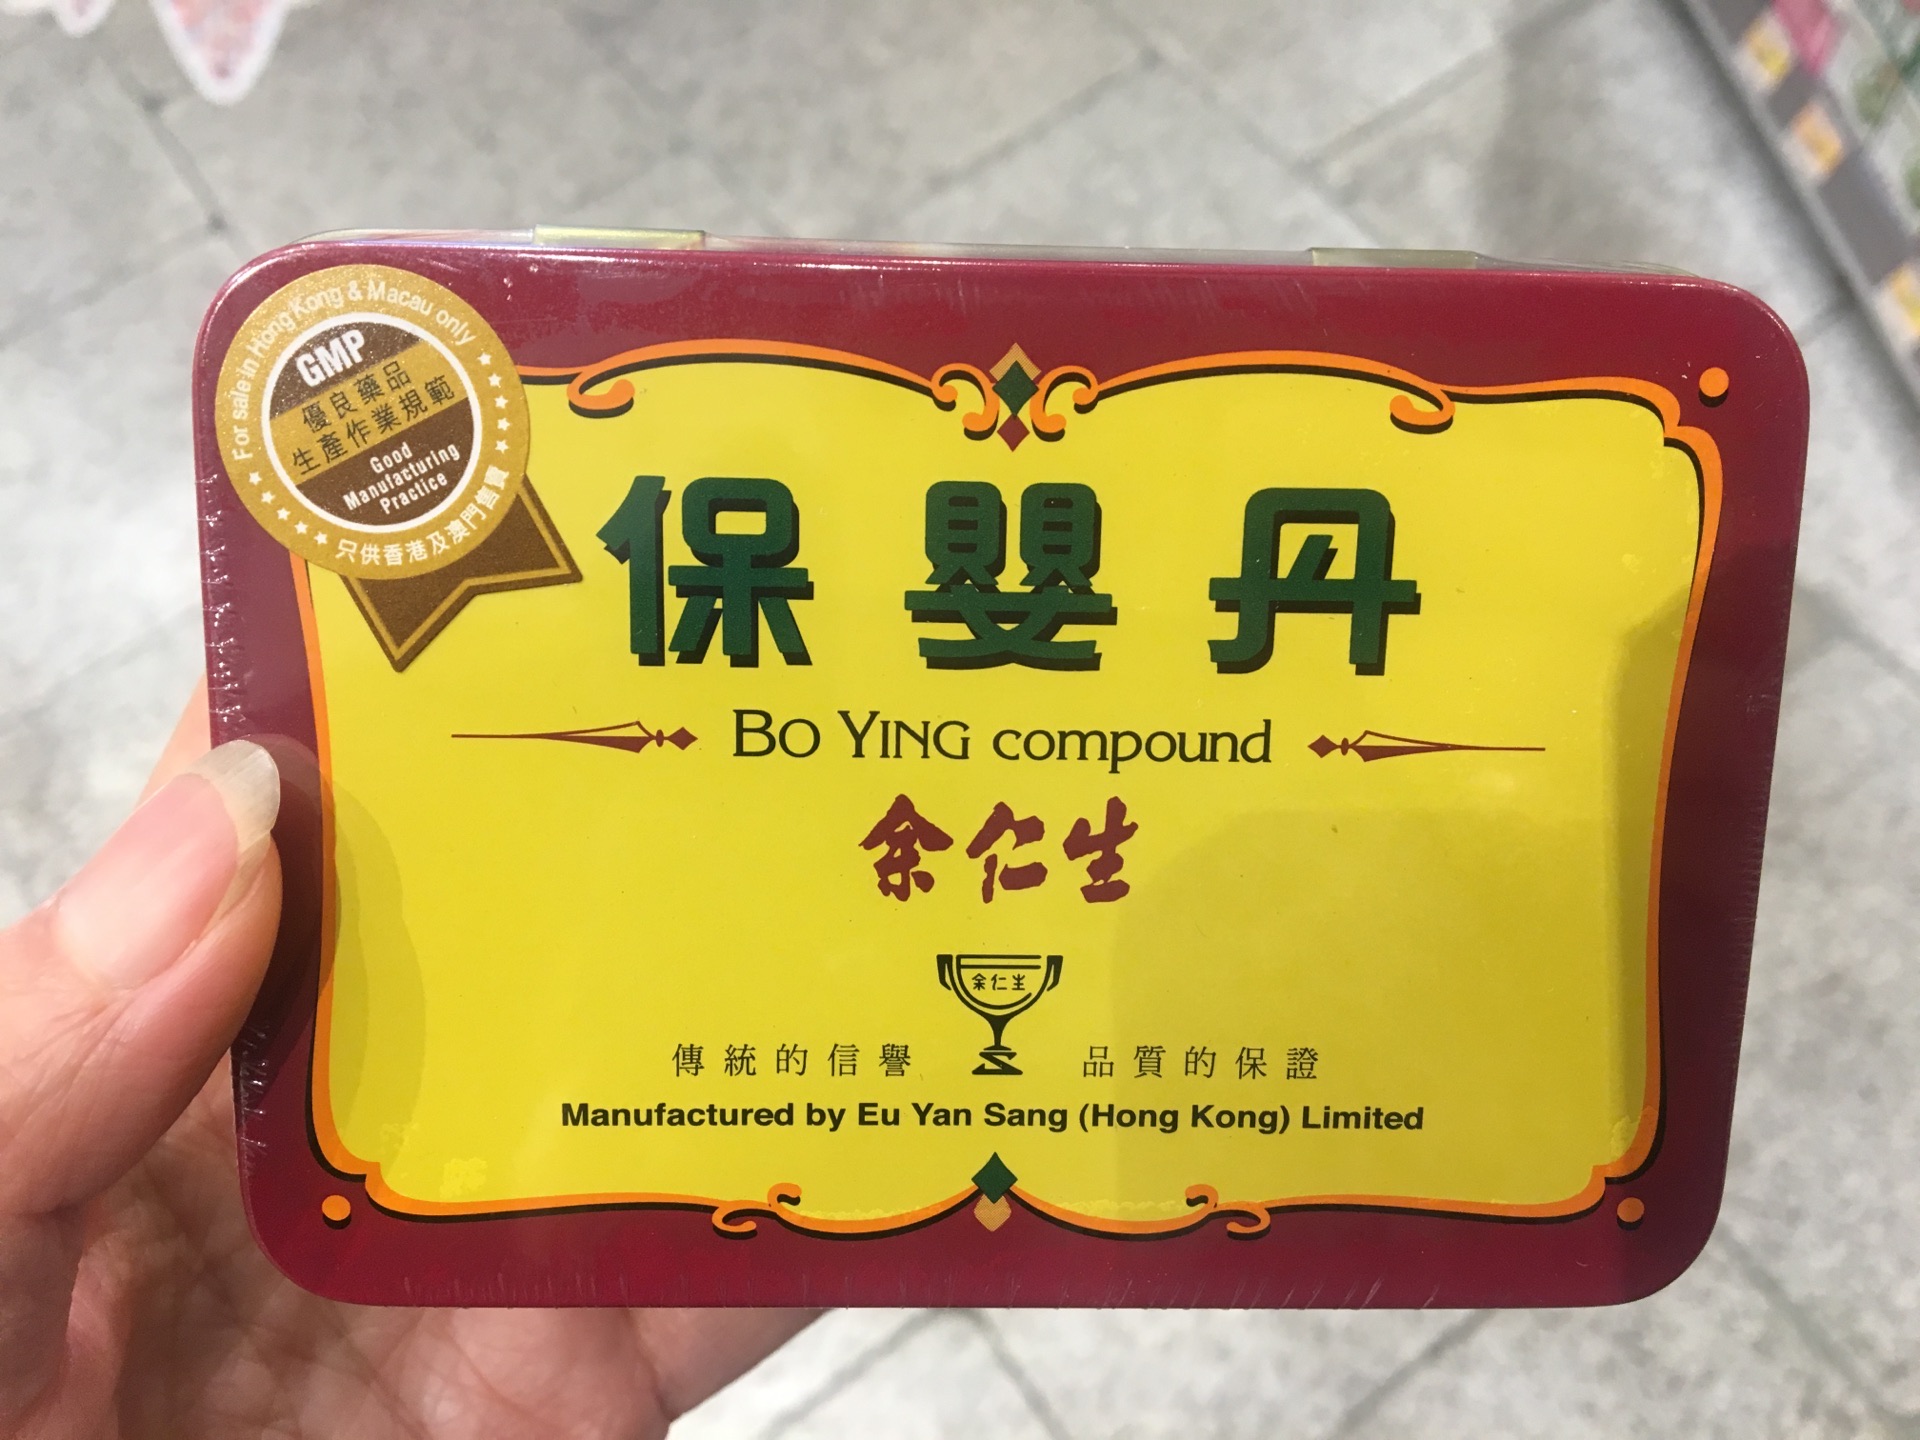 For sale in Hong Kong & Macau only
GMP
優良藥品
生產作業規範
Good
Manufacturing
Practice
只供香港及澳門售賣
保嬰丹
BO YING compound
余仁生
余仁生
傳統的信譽 品質的保證
Manufactured by Eu Yan Sang (Hong Kong) Limited